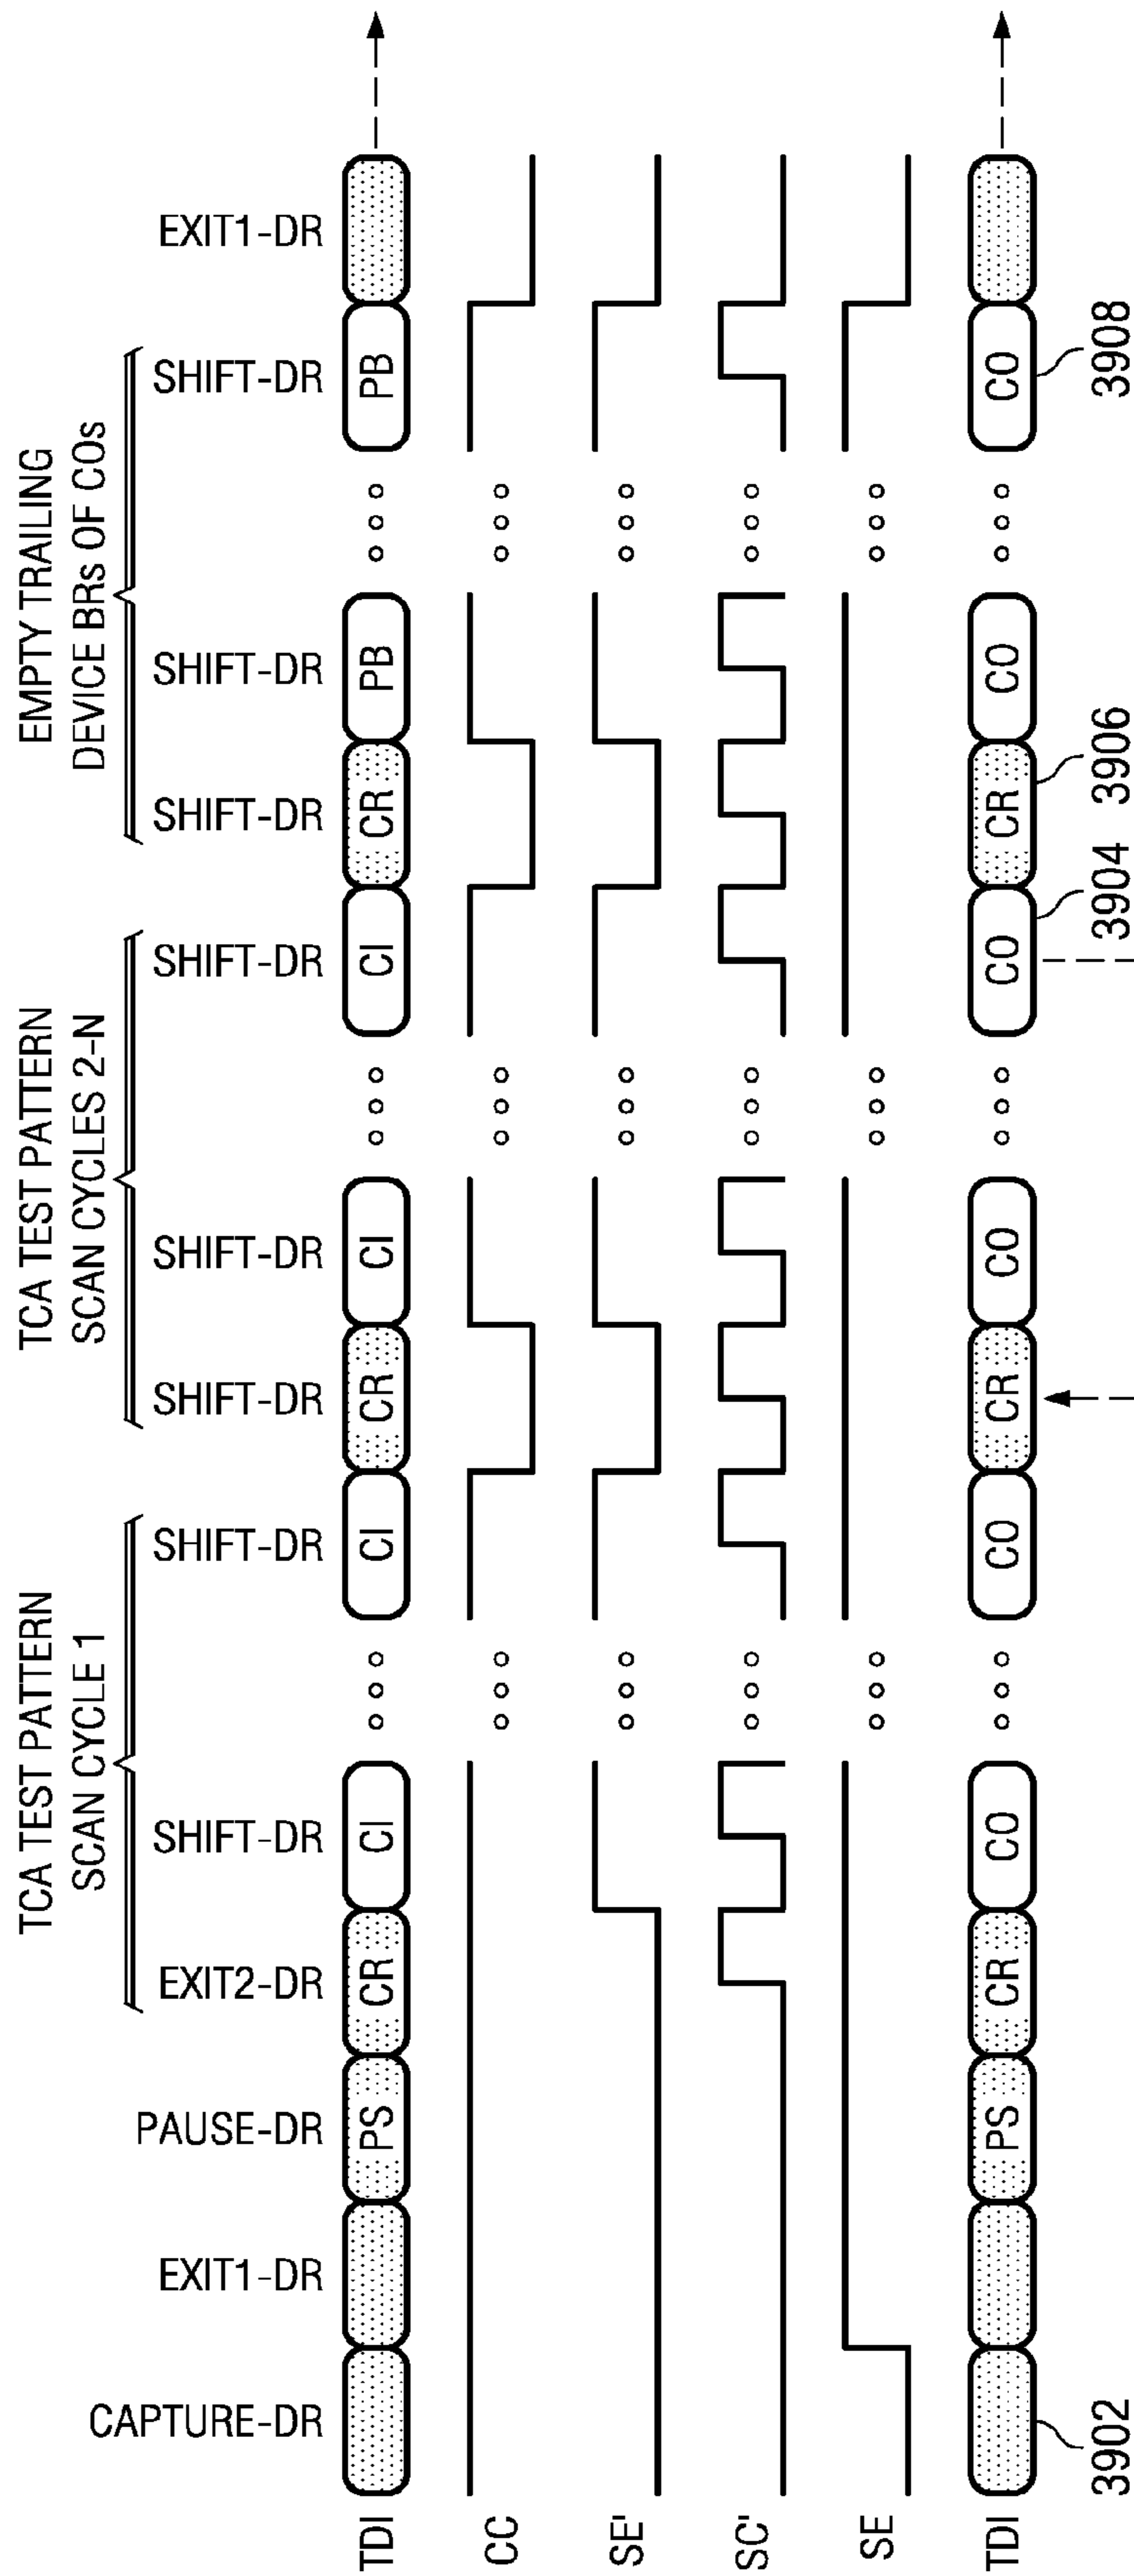 TCA TEST PATTERN
SCAN CYCLE 1
TCA TEST PATTERN
SCAN CYCLES 2-N
EMPTY TRAILING
DEVICE BRs OF COs
CAPTURE-DR EXIT1-DR PAUSE-DR EXIT2-DR SHIFT-DR SHIFT-DR SHIFT-DR SHIFT-DR SHIFT-DR SHIFT-DR SHIFT-DR SHIFT-DR EXIT1-DR
TDI PS CR CI CI CR CI CI CR PB PB
CC
SE'
SC'
SE
TDI PS CR CO CO CR CO CO CR CO CO
3902 3904 3906 3908